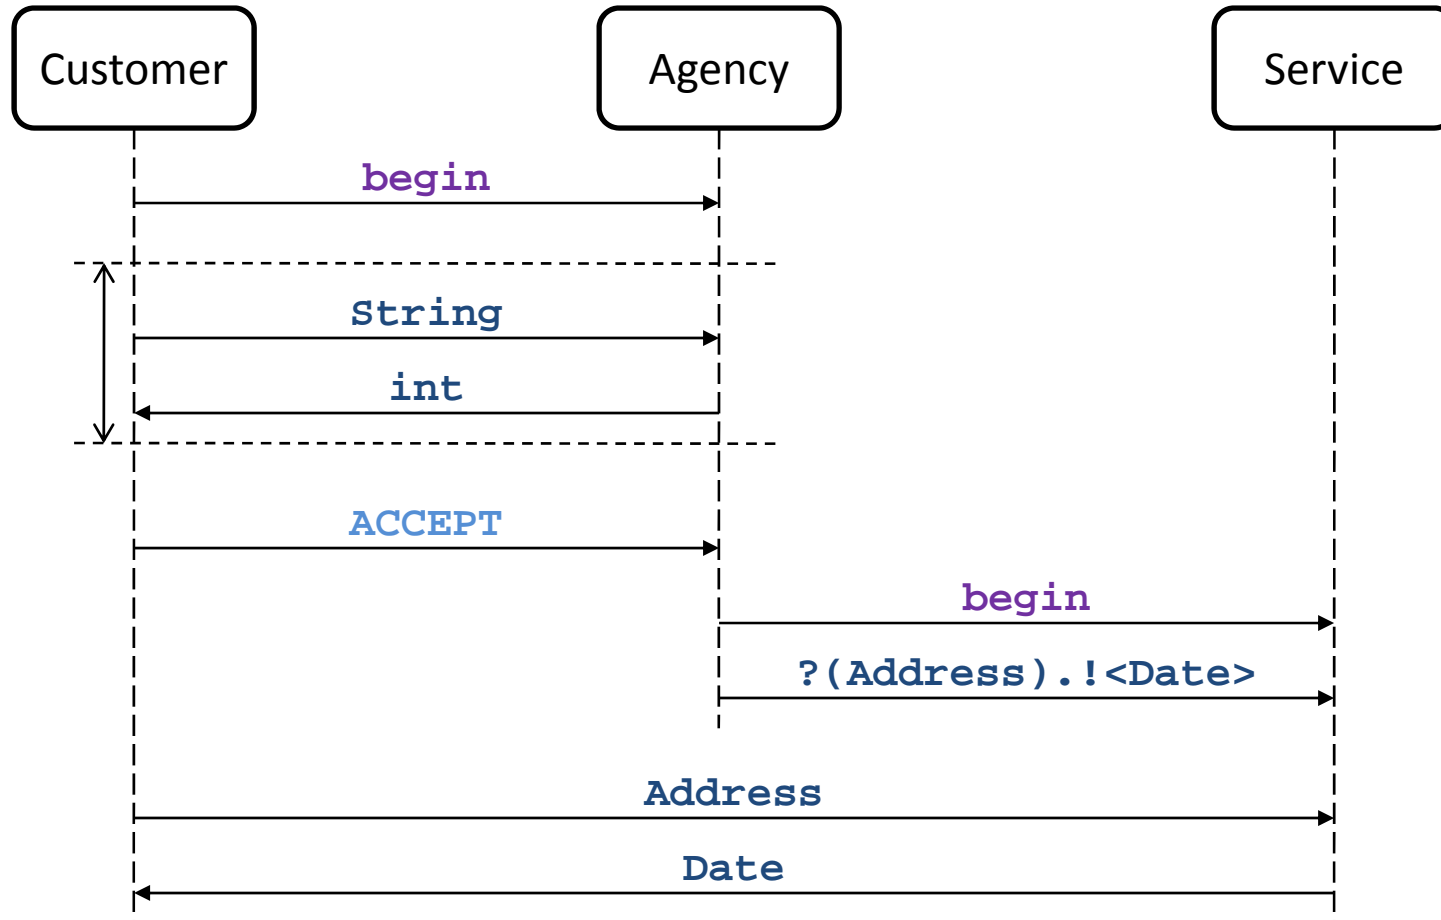 Customer
Agency
Service
begin
String
int
ACCEPT
begin
?(Address).!<Date>
Address
Date